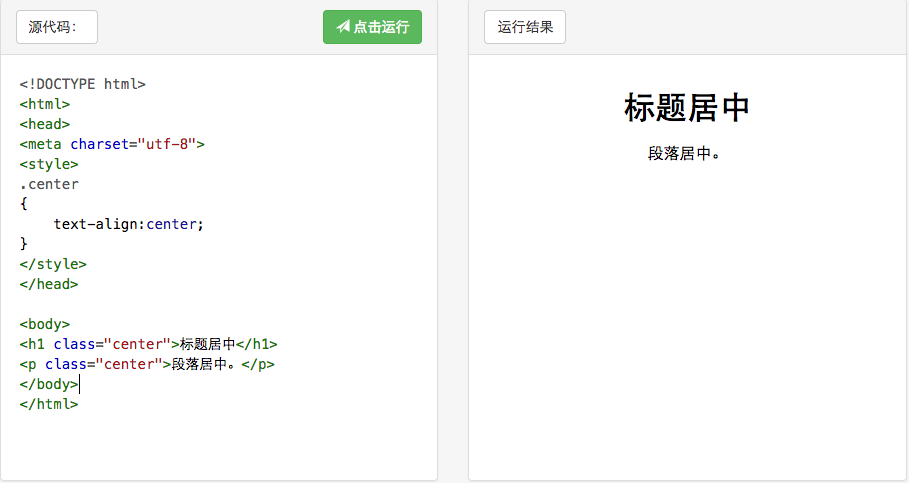 源代码：
点击运行
<!DOCTYPE html>
<html>
<head>
<meta charset="utf-8">
<style>
.center
{
    text-align:center;
}
</style>
</head>

<body>
<h1 class="center">标题居中</h1>
<p class="center">段落居中。</p>
</body>
</html>
运行结果
标题居中
段落居中。